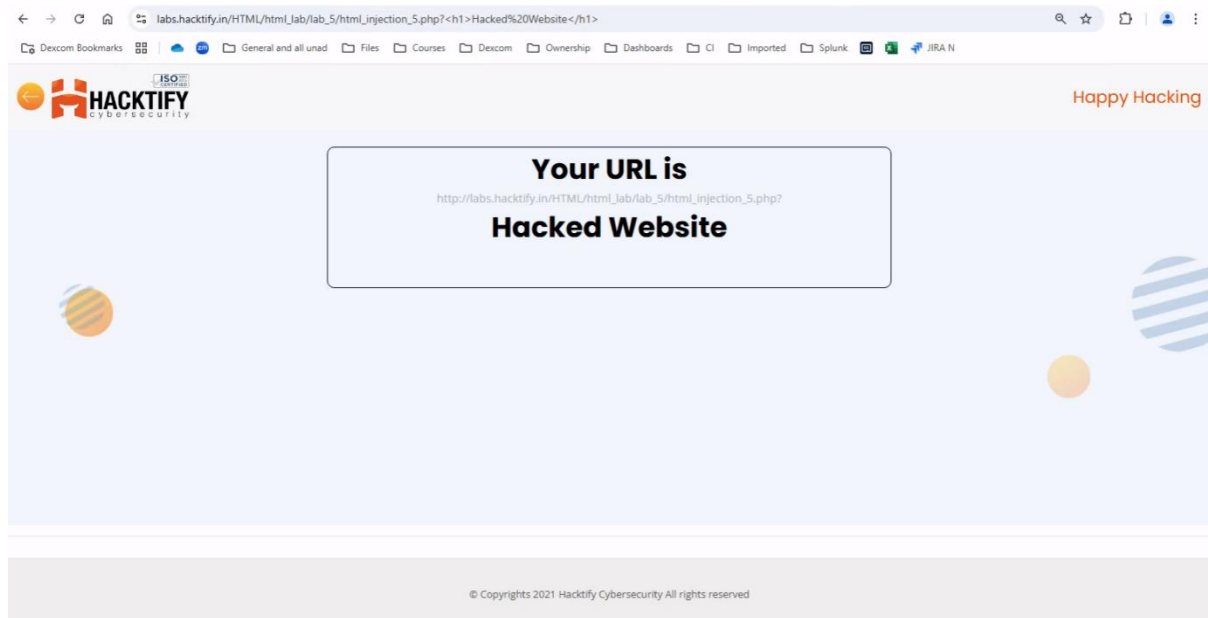 labs.hacktify.in/HTML/html_lab/lab_5/html_injection_5.php?<h1>Hacked%20Website</h1>
Dexcom Bookmarks zm General and all unad Files Courses Dexcom Ownership Dashboards CI Imported Splunk JIRA N
ISO
CERTIFIED
HACKTIFY
cybersecurity
Happy Hacking
Your URL is
http://labs.hacktify.in/HTML/html_lab/lab_5/html_injection_5.php?
Hacked Website
© Copyrights 2021 Hacktify Cybersecurity All rights reserved